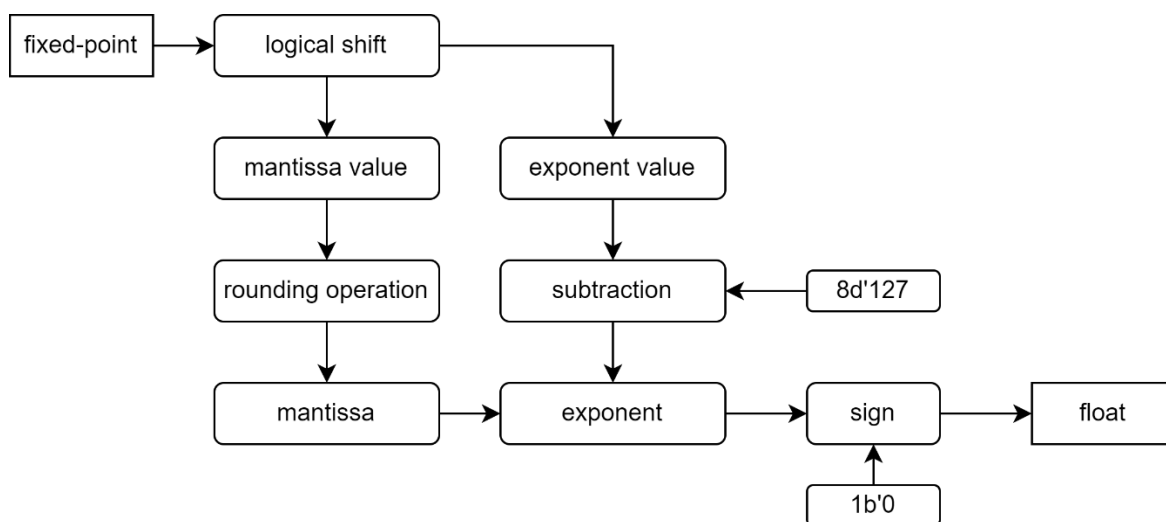 fixed-point
logical shift
mantissa value
exponent value
rounding operation
subtraction
8d'127
mantissa
exponent
sign
float
1b'0